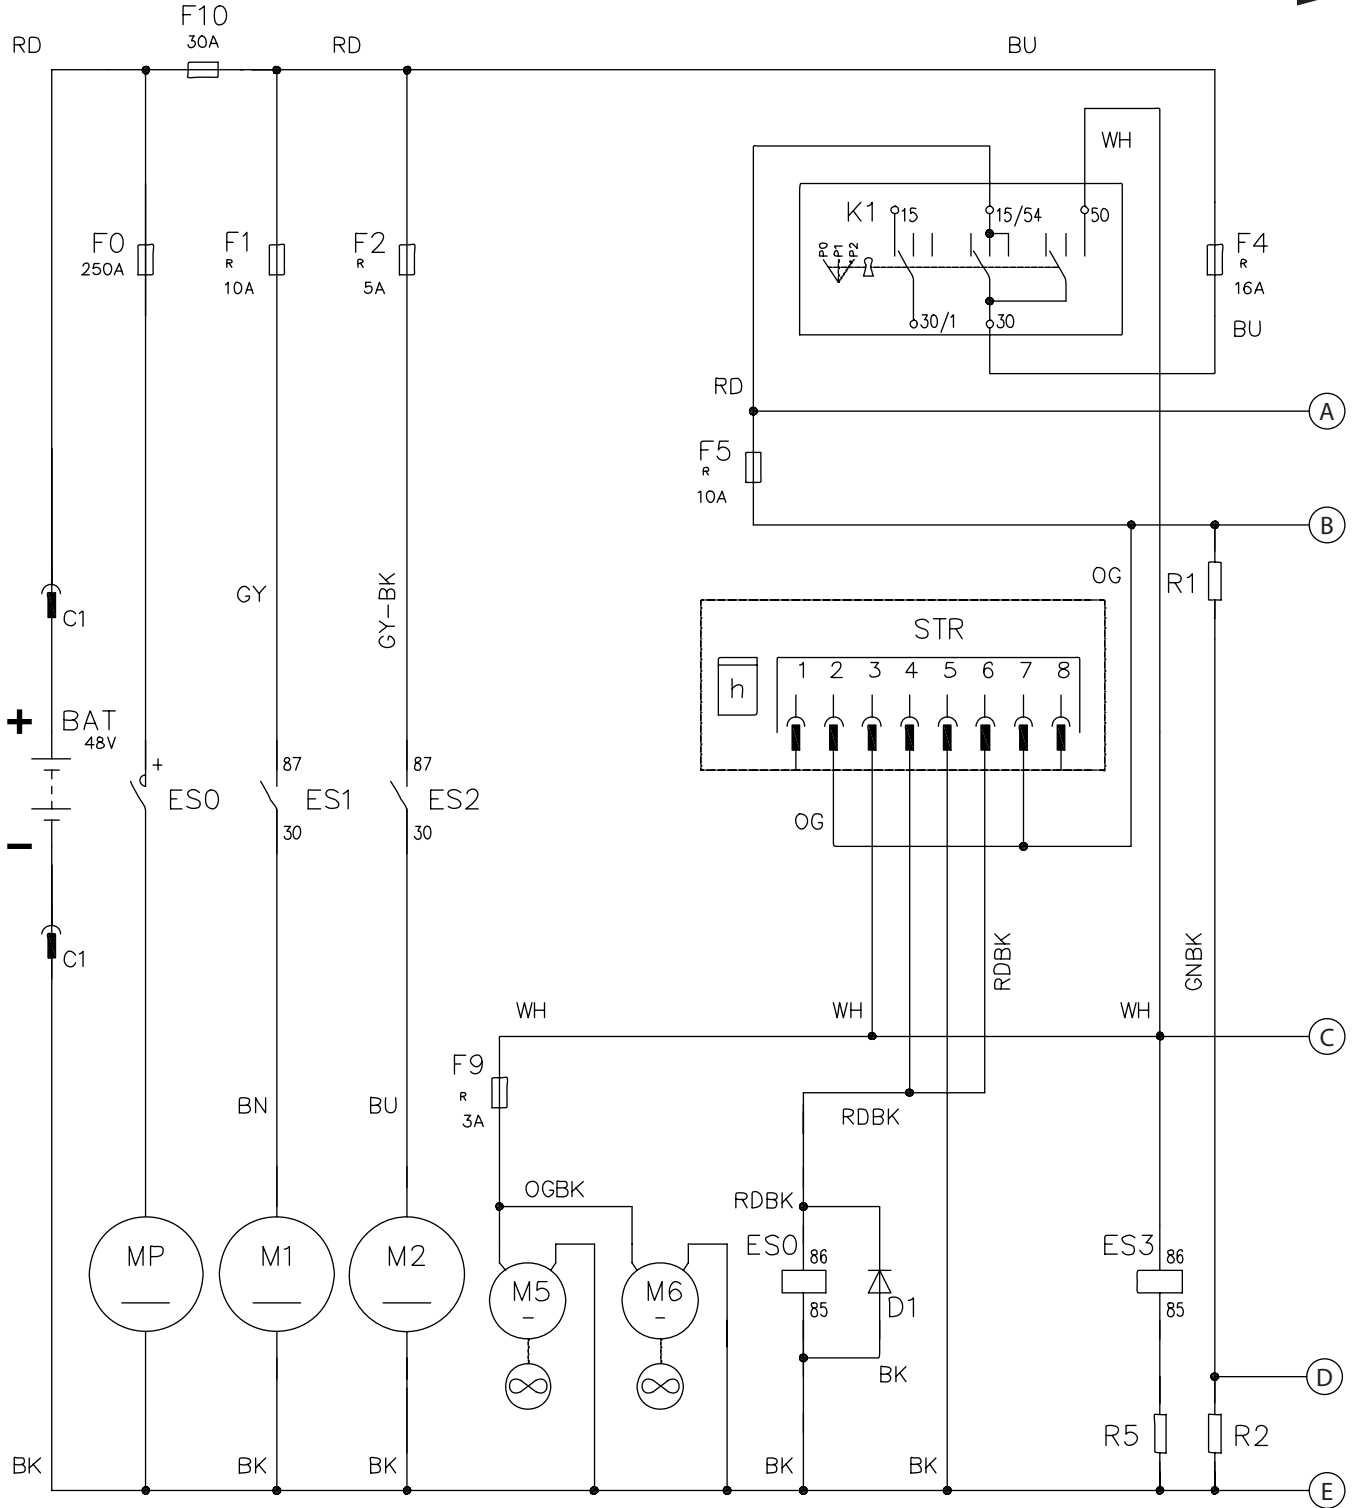 F10
30A
RD
RD
BU
WH
K1
15
15/54
50
P0
P1
P2
30/1
30
F0
250A
F1
R
10A
F2
R
5A
F4
R
16A
BU
RD
A
F5
R
10A
B
OG
R1
C1
GY
GY-BK
STR
h
1 2 3 4 5 6 7 8
+
BAT
48V
+
ES0
87
ES1
30
87
ES2
30
–
OG
C1
RDBK
GNBK
WH
WH
WH
C
F9
R
3A
BN
BU
RDBK
OGBK
RDBK
MP
M1
M2
M5
–
M6
–
ES0
86
85
D1
BK
ES3
86
85
D
R5
R2
BK
BK
BK
BK
BK
E